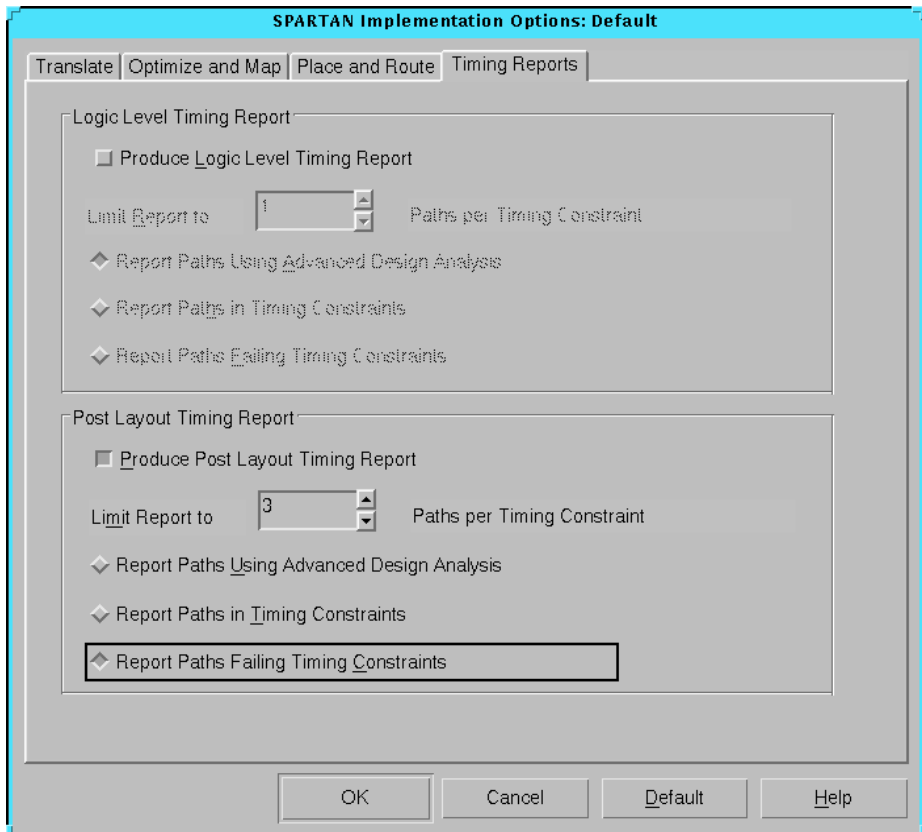 SPARTAN Implementation Options: Default
Translate Optimize and Map Place and Route Timing Reports
Logic Level Timing Report
Produce Logic Level Timing Report
Limit Report to 1 Paths per Timing Constraint
Report Paths Using Advanced Design Analysis
Report Paths in Timing Constraints
Report Paths Failing Timing Constraints
Post Layout Timing Report
Produce Post Layout Timing Report
Limit Report to 3 Paths per Timing Constraint
Report Paths Using Advanced Design Analysis
Report Paths in Timing Constraints
Report Paths Failing Timing Constraints
OK Cancel Default Help